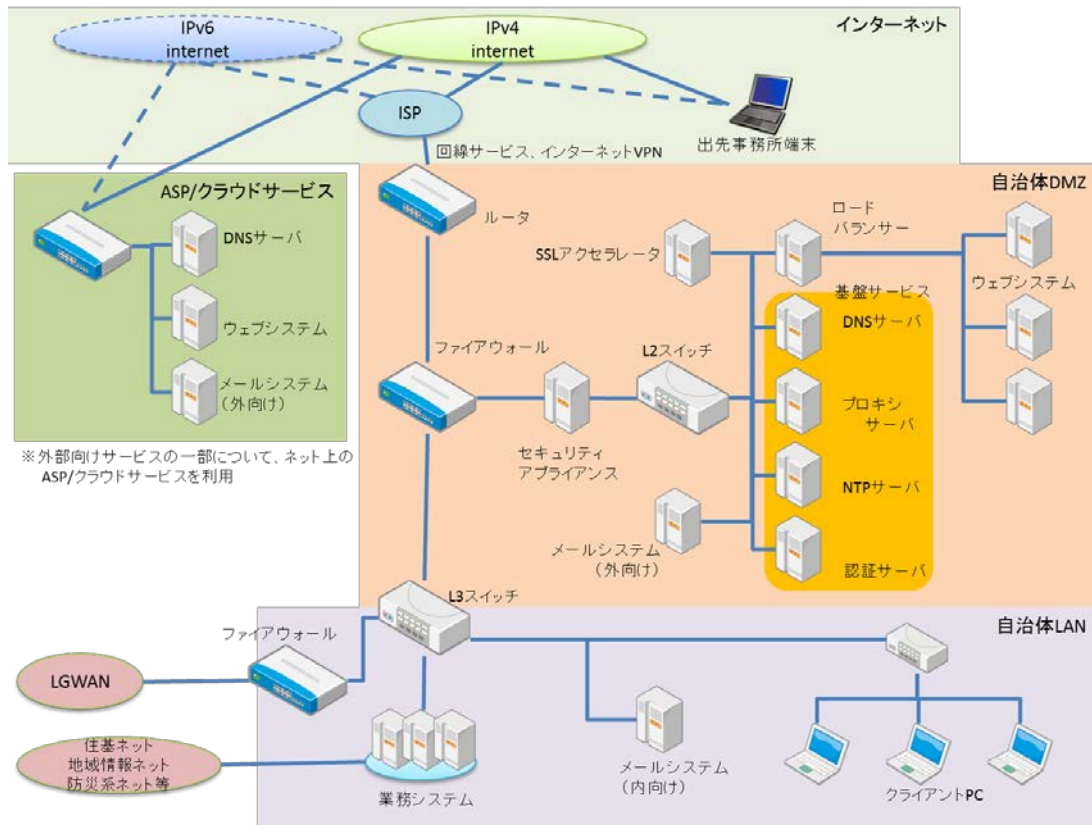 インターネット
IPv6
internet
IPv4
internet
ISP
出先事務所端末
回線サービス、インターネットVPN
ASP/クラウドサービス
DNSサーバ
ウェブシステム
メールシステム
(外向け)
※外部向けサービスの一部について、ネット上の
ASP/クラウドサービスを利用
自治体DMZ
ルータ
SSLアクセラレータ
ロード
バランサー
ウェブシステム
基盤サービス
DNSサーバ
プロキシ
サーバ
NTPサーバ
認証サーバ
ファイアウォール
L2スイッチ
セキュリティ
アプライアンス
メールシステム
(外向け)
L3スイッチ
自治体LAN
ファイアウォール
LGWAN
住基ネット
地域情報ネット
防災系ネット等
業務システム
メールシステム
(内向け)
クライアントPC